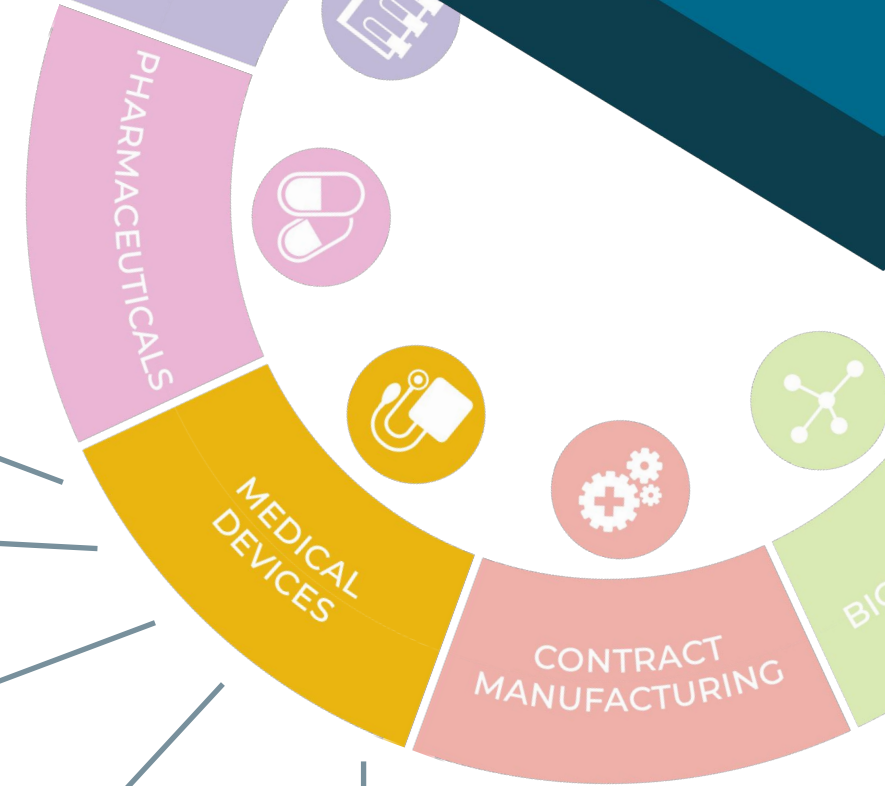 PHARMACEUTICALS
MEDICAL
DEVICES
CONTRACT
MANUFACTURING